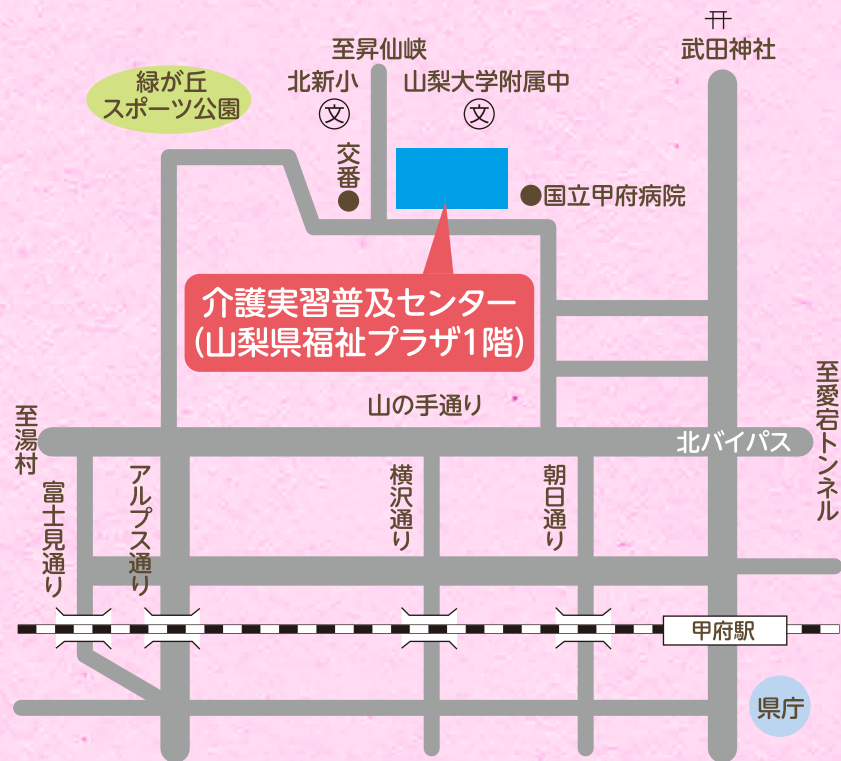 至昇仙峡
武田神社
緑が丘
スポーツ公園
北新小
山梨大学附属中
文
文
交番
国立甲府病院
介護実習普及センター
(山梨県福祉プラザ1階)
山の手通り
至湯村
北バイパス
至愛宕トンネル
富士見通り
アルプス通り
横沢通り
朝日通り
甲府駅
県庁